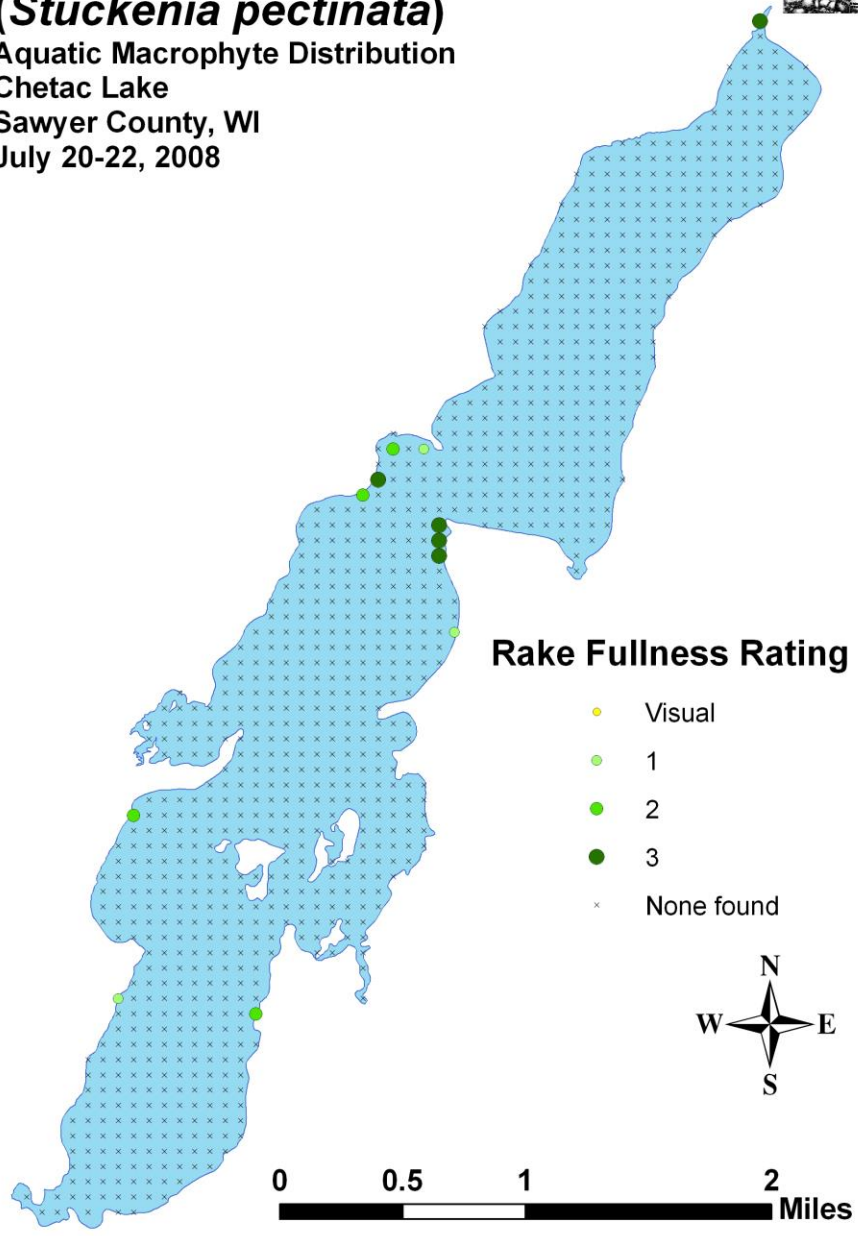 (Stuckenia pectinata)
Aquatic Macrophyte Distribution
Chetac Lake
Sawyer County, WI
July 20-22, 2008
Rake Fullness Rating
Visual
1
2
3
None found
N
W E
S
0 0.5 1 2
Miles